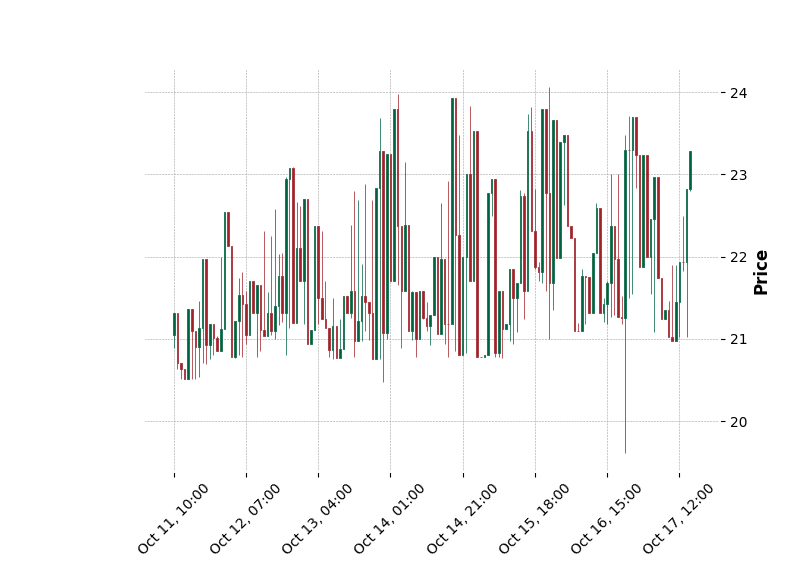 24
23
22
21
20
Price
Oct 11, 10:00
Oct 12, 07:00
Oct 13, 04:00
Oct 14, 01:00
Oct 14, 21:00
Oct 15, 18:00
Oct 16, 15:00
Oct 17, 12:00